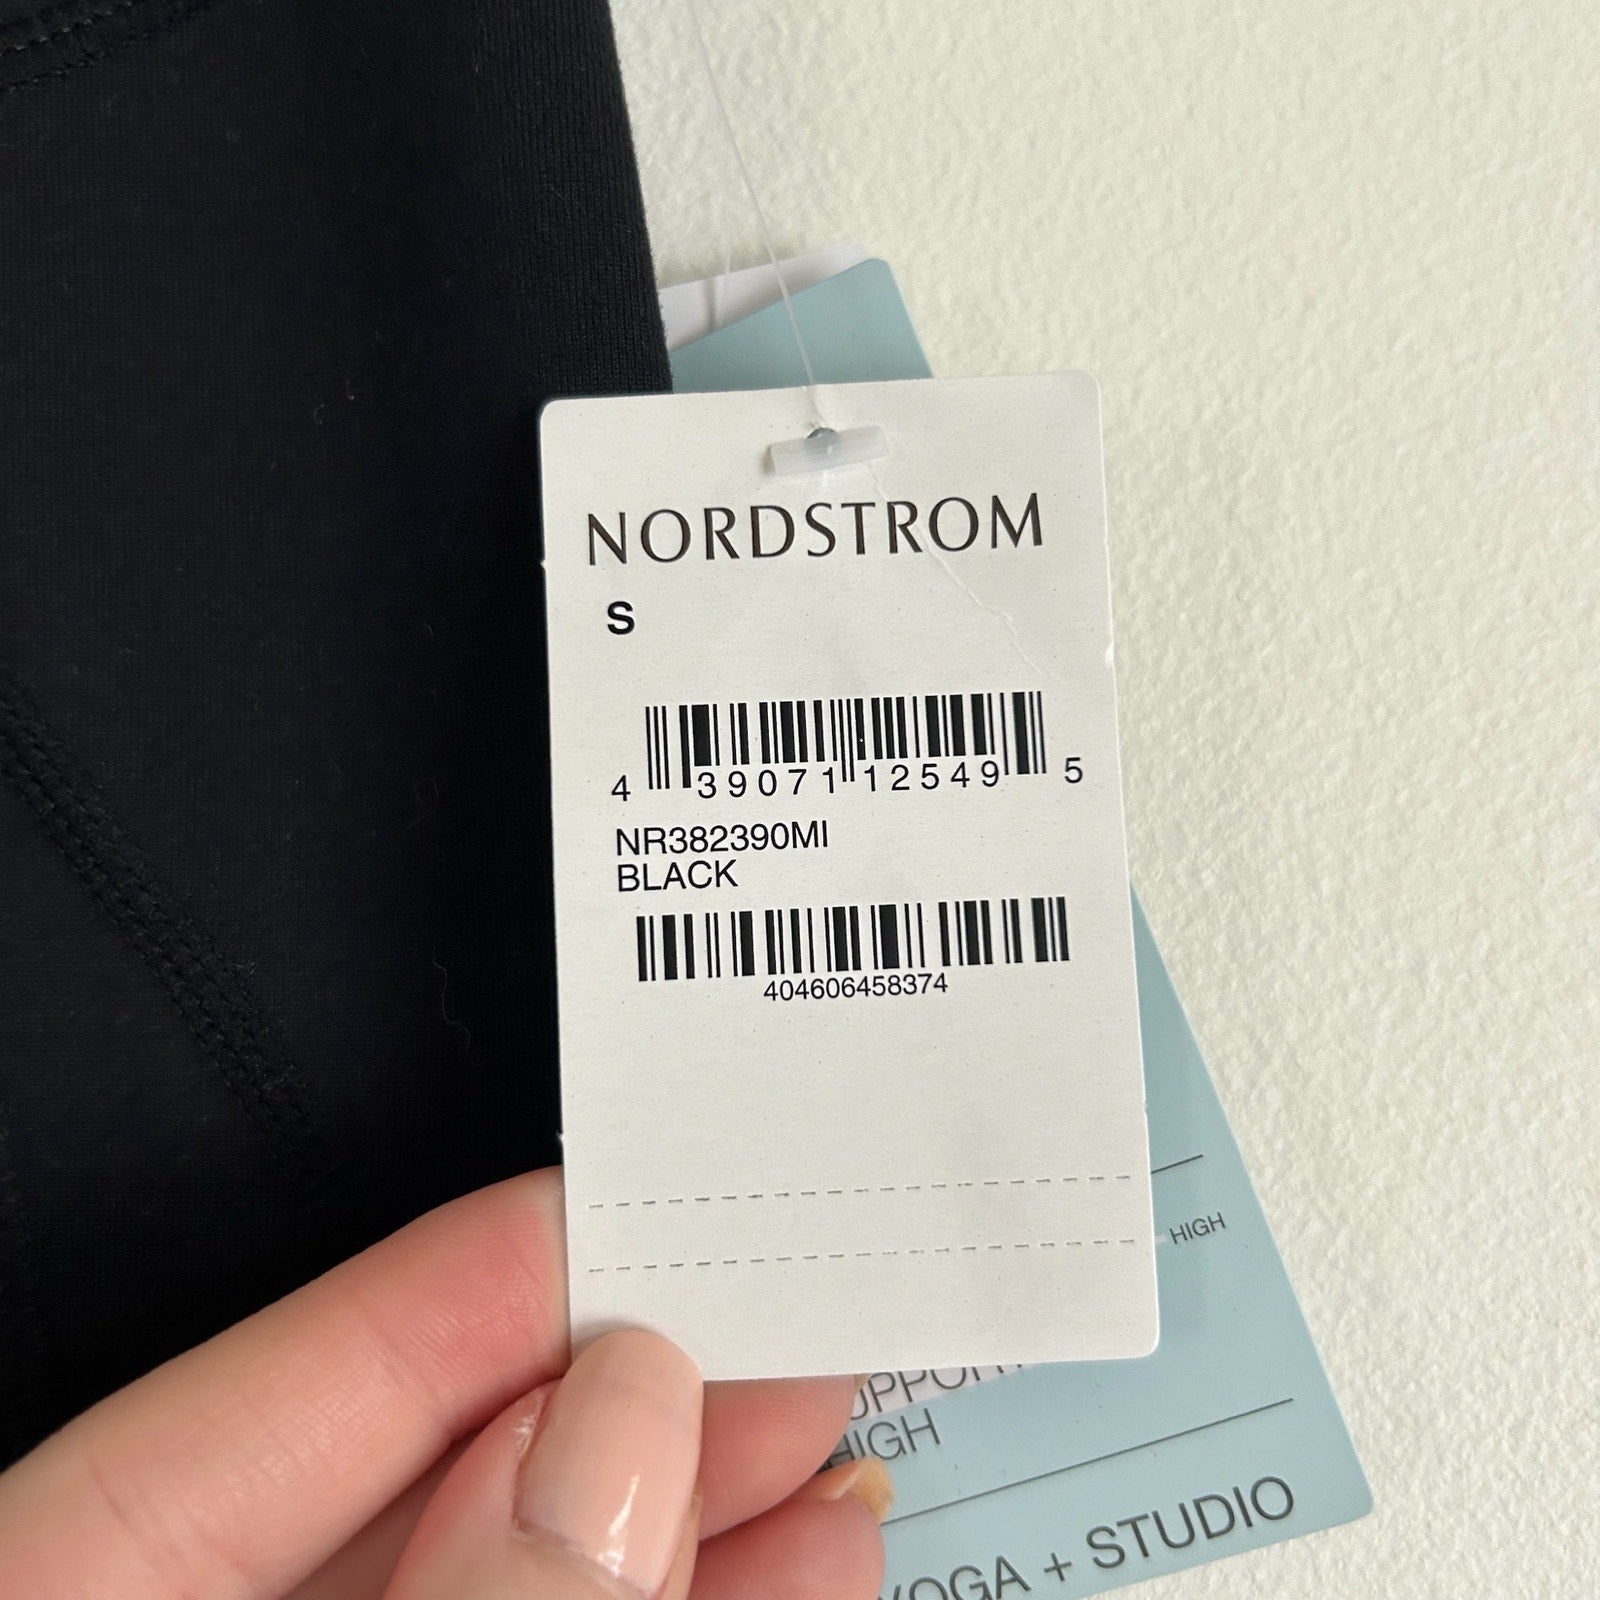 NORDSTROM
S
4 39071 12549 5
NR382390MI
BLACK
404606458374
HIGH
HIGH
YOGA + STUDIO